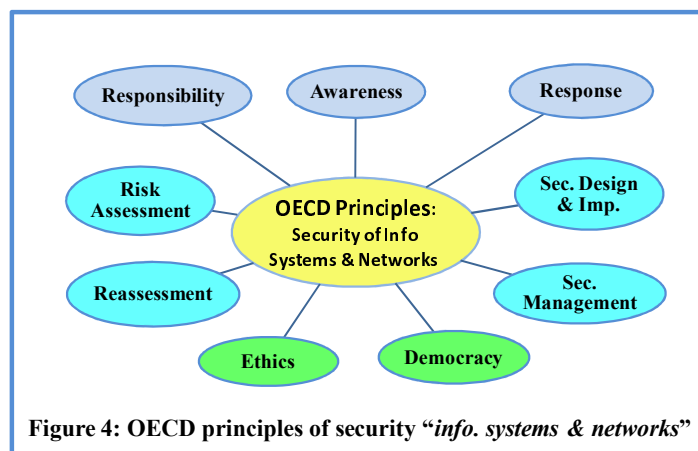 Responsibility
Awareness
Response
Risk
Assessment
OECD Principles:
Security of Info
Systems & Networks
Sec. Design
& Imp.
Reassessment
Sec.
Management
Ethics
Democracy
Figure 4: OECD principles of security “info. systems & networks”